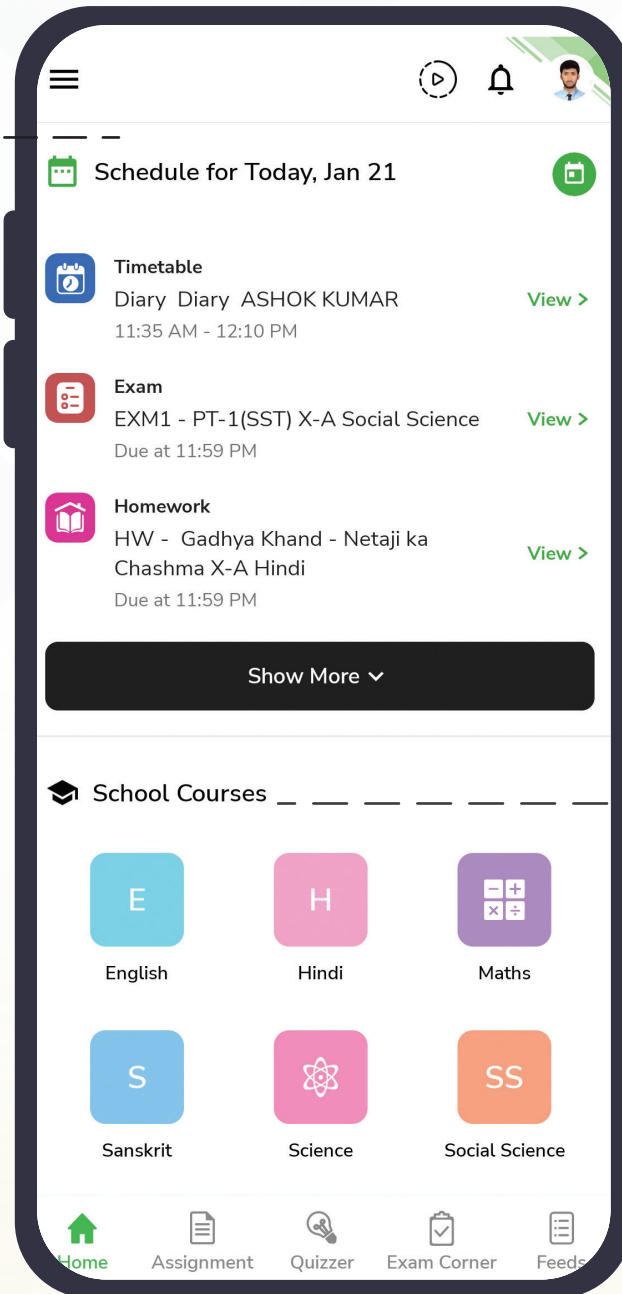 Schedule for Today, Jan 21
Timetable
Diary Diary ASHOK KUMAR
View >
11:35 AM - 12:10 PM
Exam
EXM1 - PT-1(SST) X-A Social Science
View >
Due at 11:59 PM
Homework
HW - Gadhya Khand - Netaji ka
Chashma X-A Hindi
View >
Due at 11:59 PM
Show More
School Courses
E H
English Hindi Maths
S SS
Sanskrit Science Social Science
Home Assignment Quizzer Exam Corner Feeds